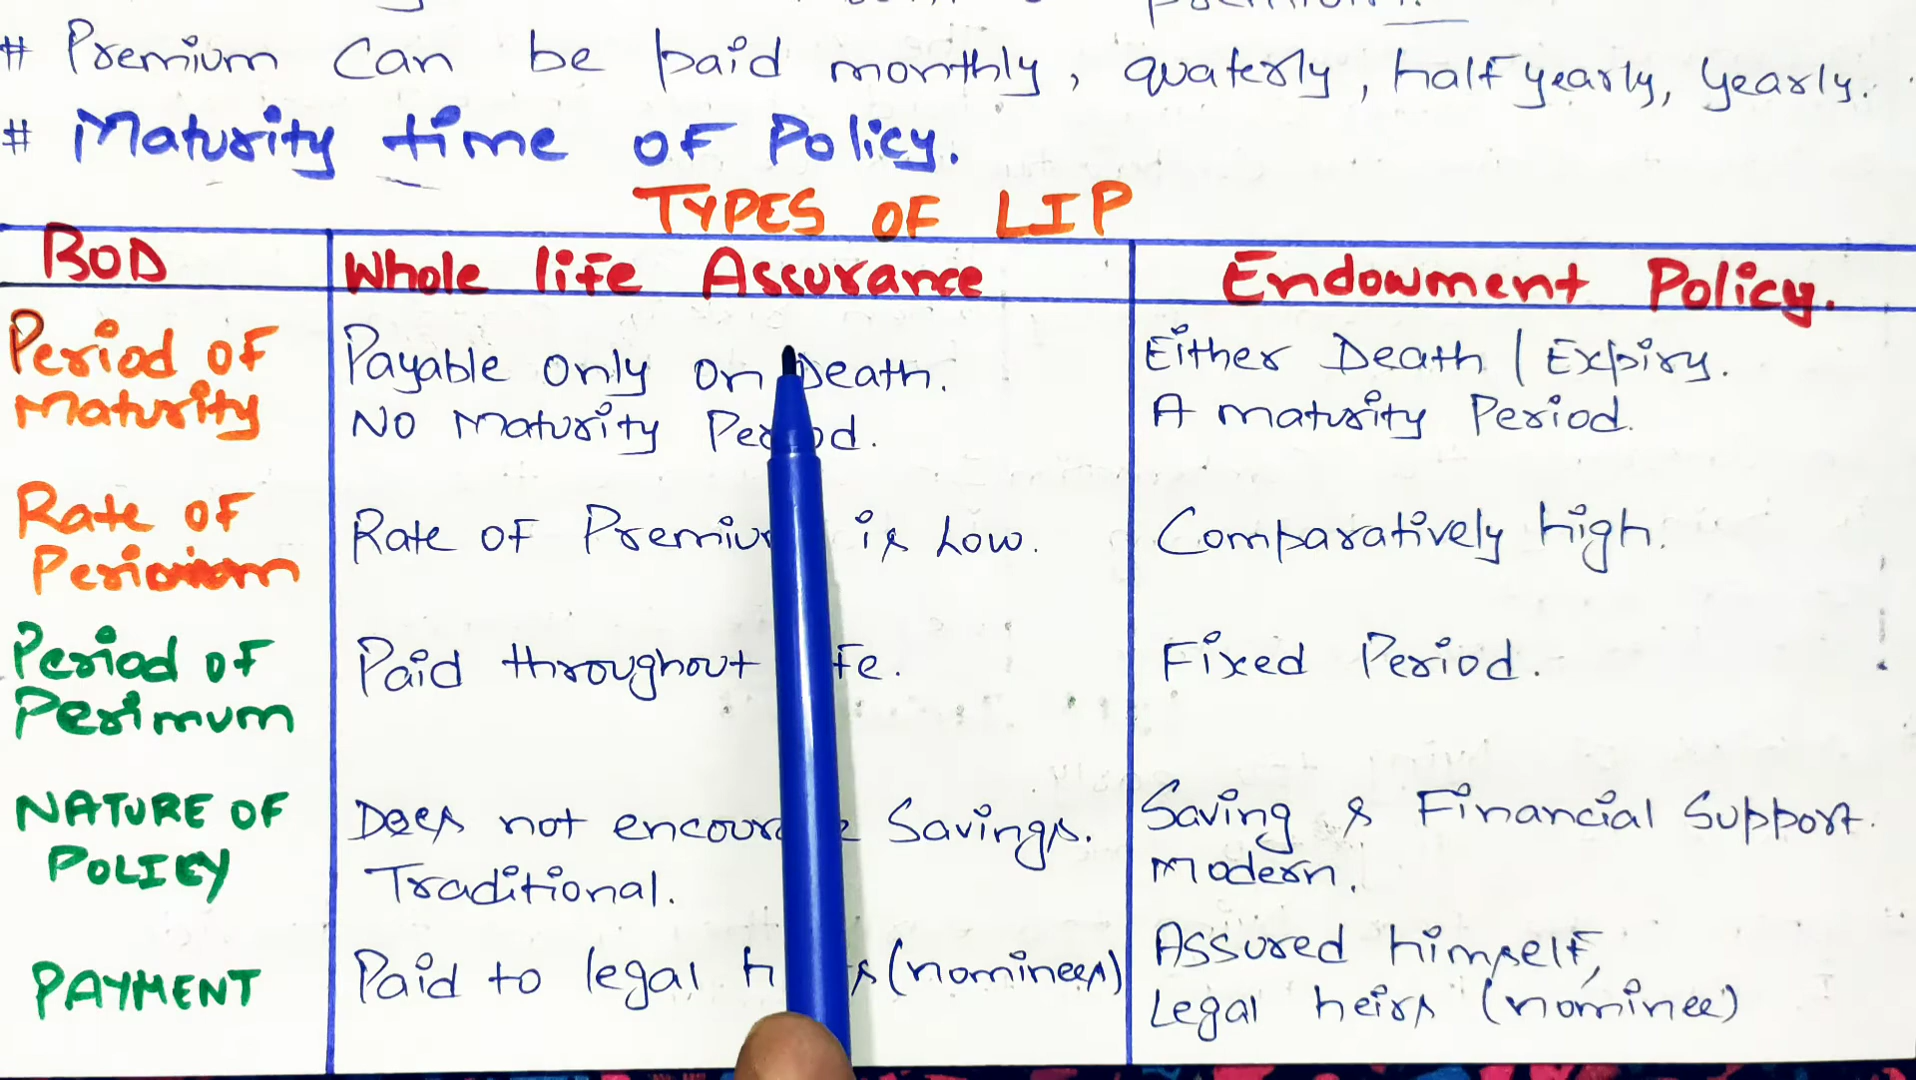 # Premium can be paid monthly, quaterly, half yearly, yearly.
# Maturity time of Policy.
TYPES OF LIP
BOD Whole life Assurance Endowment Policy.
Period of Maturity
Payable only on Death.
No Maturity Period.
Either Death / Expiry.
A maturity Period.
Rate of
Rate of Premium is Low.
Comparatively high.
Period of Perimum
Paid throughout
Fixed Period.
NATURE OF POLICY
Does not encourage Savings.
Traditional.
Saving & Financial Support.
Modern.
PAYMENT
Paid to legal heirs (nominees)
Assured himself,
Legal heirs (nominee)